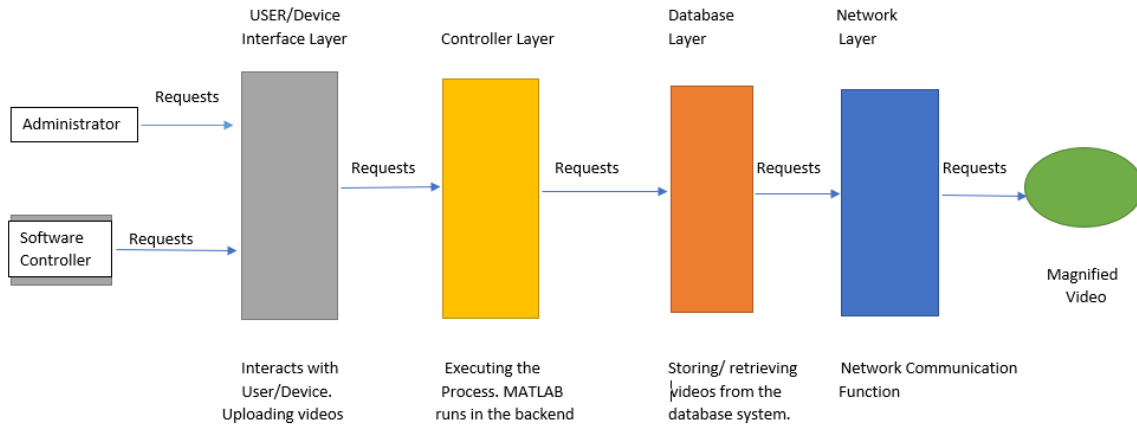 USER/Device
Interface Layer
Controller Layer
Database
Layer
Network
Layer
Requests
Administrator
Requests
Requests
Requests
Requests
Software
Controller
Requests
Magnified
Video
Interacts with
User/Device.
Uploading videos
Executing the
Process. MATLAB
runs in the backend
Storing/ retrieving
videos from the
database system.
Network Communication
Function